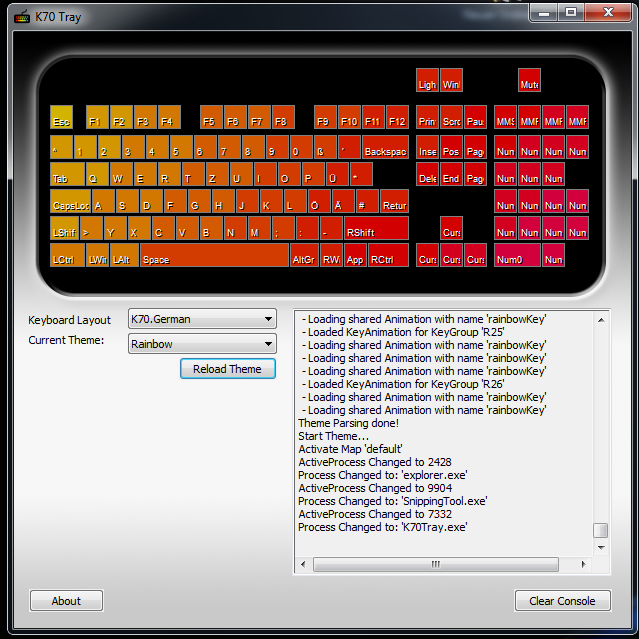 K70 Tray
Ligh Win Mute
Esc F1 F2 F3 F4 F5 F6 F7 F8 F9 F10 F11 F12 Prin Scro Pau MMS MMF MMF MMF
^ 1 2 3 4 5 6 7 8 9 0 ß ´ Backspac Inse Pos Page Num Num Num Num
Tab Q W E R T Z U I O P Ü * Dele End Page Num Num Num
CapsLoc A S D F G H J K L Ö Ä # Retur Num Num Num Num
LShif > Y X C V B N M ; : - RShift Curs Num Num Num Num
LCtrl LWi LAlt Space AltGr RWi App RCtrl Curs Curs Curs Num0 Num
Keyboard Layout K70.German
Current Theme: Rainbow
Reload Theme
- Loading shared Animation with name 'rainbowKey'
- Loaded KeyAnimation for KeyGroup 'R25'
- Loading shared Animation with name 'rainbowKey'
- Loading shared Animation with name 'rainbowKey'
- Loading shared Animation with name 'rainbowKey'
- Loaded KeyAnimation for KeyGroup 'R26'
- Loading shared Animation with name 'rainbowKey'
- Loading shared Animation with name 'rainbowKey'
Theme Parsing done!
Start Theme...
Activate Map 'default'
ActiveProcess Changed to 2428
Process Changed to: 'explorer.exe'
ActiveProcess Changed to 9904
Process Changed to: 'SnippingTool.exe'
ActiveProcess Changed to 7332
Process Changed to: 'K70Tray.exe'
About
Clear Console